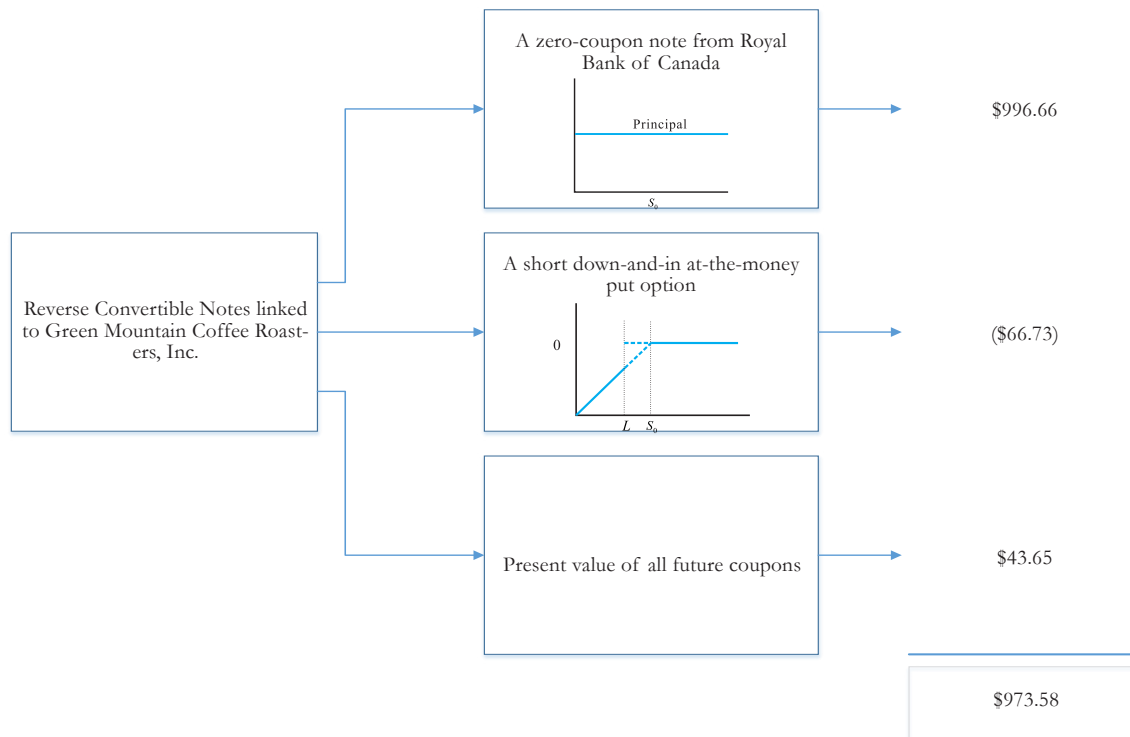 A zero-coupon note from Royal
Bank of Canada
Principal
S₀
$996.66
Reverse Convertible Notes linked
to Green Mountain Coffee Roast-
ers, Inc.
A short down-and-in at-the-money
put option
0
L S₀
($66.73)
Present value of all future coupons
$43.65
$973.58